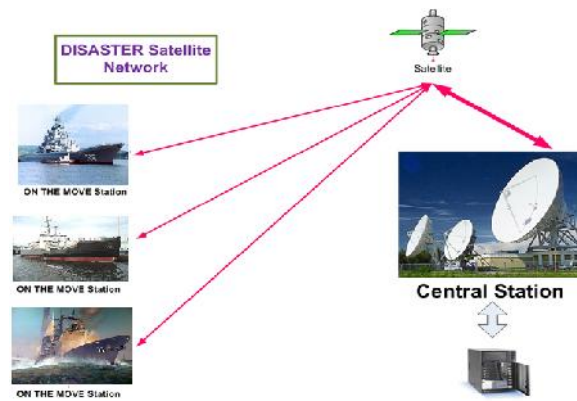 DISASTER Satellite
Network
Satellite
ON THE MOVE Station
Central Station
ON THE MOVE Station
ON THE MOVE Station